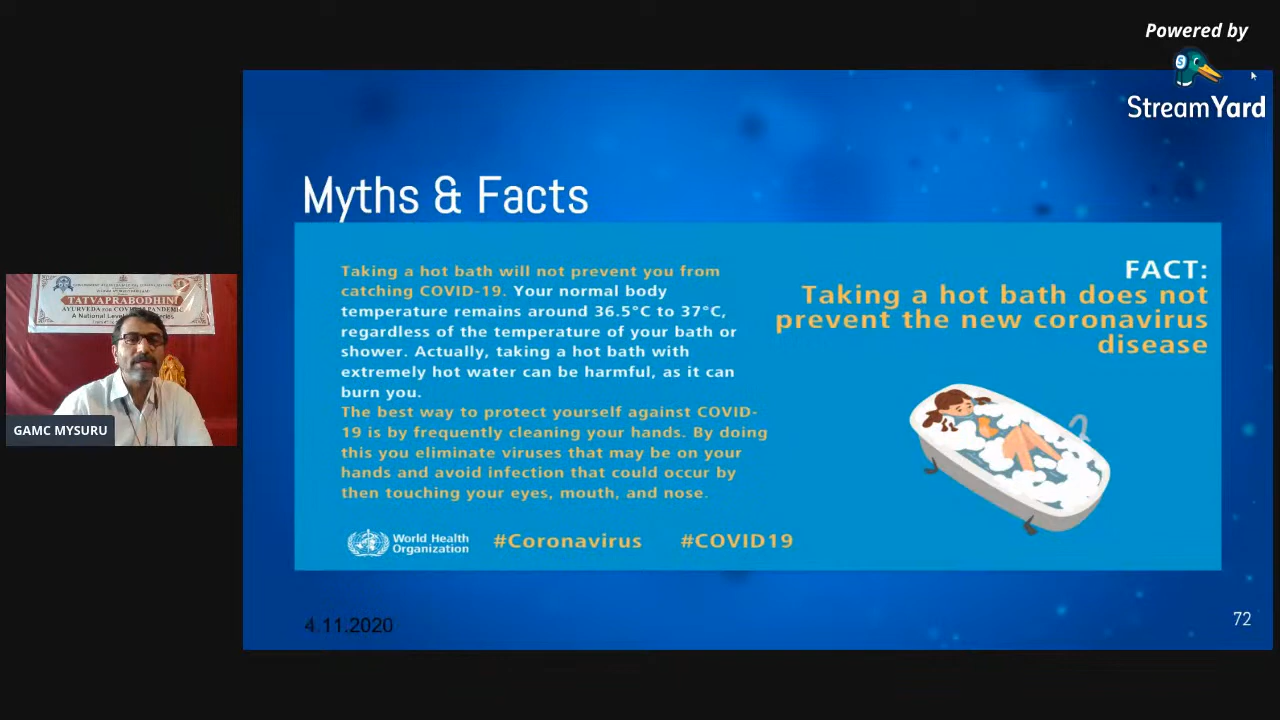 Powered by
StreamYard
Myths & Facts
Taking a hot bath will not prevent you from
catching COVID-19. Your normal body
temperature remains around 36.5°C to 37°C,
regardless of the temperature of your bath or
shower. Actually, taking a hot bath with
extremely hot water can be harmful, as it can
burn you.
The best way to protect yourself against COVID-
19 is by frequently cleaning your hands. By doing
this you eliminate viruses that may be on your
hands and avoid infection that could occur by
then touching your eyes, mouth, and nose.
FACT:
Taking a hot bath does not
prevent the new coronavirus
disease
World Health
Organization
#Coronavirus
#COVID19
TATVAPRABODHINI
AYURVEDA FOR COVID PANDEMIC
A National Level
GAMC MYSURU
4.11.2020
72